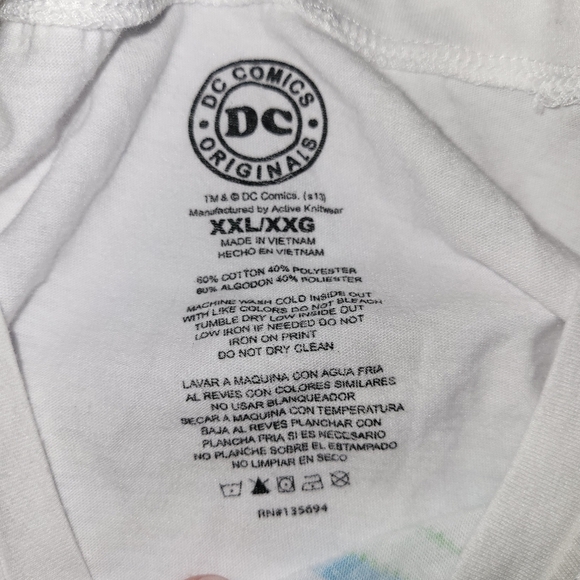 DC COMICS
DC
ORIGINALS
TM & © DC Comics. (s13)
Manufactured by Active Knitwear
XXL/XXG
MADE IN VIETNAM
HECHO EN VIETNAM
60% COTTON 40% POLYESTER
60% ALGODON 40% POLIESTER
MACHINE WASH COLD INSIDE OUT
WITH LIKE COLORS DO NOT BLEACH
TUMBLE DRY LOW INSIDE OUT
LOW IRON IF NEEDED DO NOT
IRON ON PRINT
DO NOT DRY CLEAN
LAVAR A MAQUINA CON AGUA FRIA
AL REVES CON COLORES SIMILARES
NO USAR BLANQUEADOR
SECAR A MAQUINA CON TEMPERATURA
BAJA AL REVES PLANCHAR CON
PLANCHA FRIA SI ES NECESARIO
NO PLANCHE SOBRE EL ESTAMPADO
NO LIMPIAR EN SECO
RN#135694